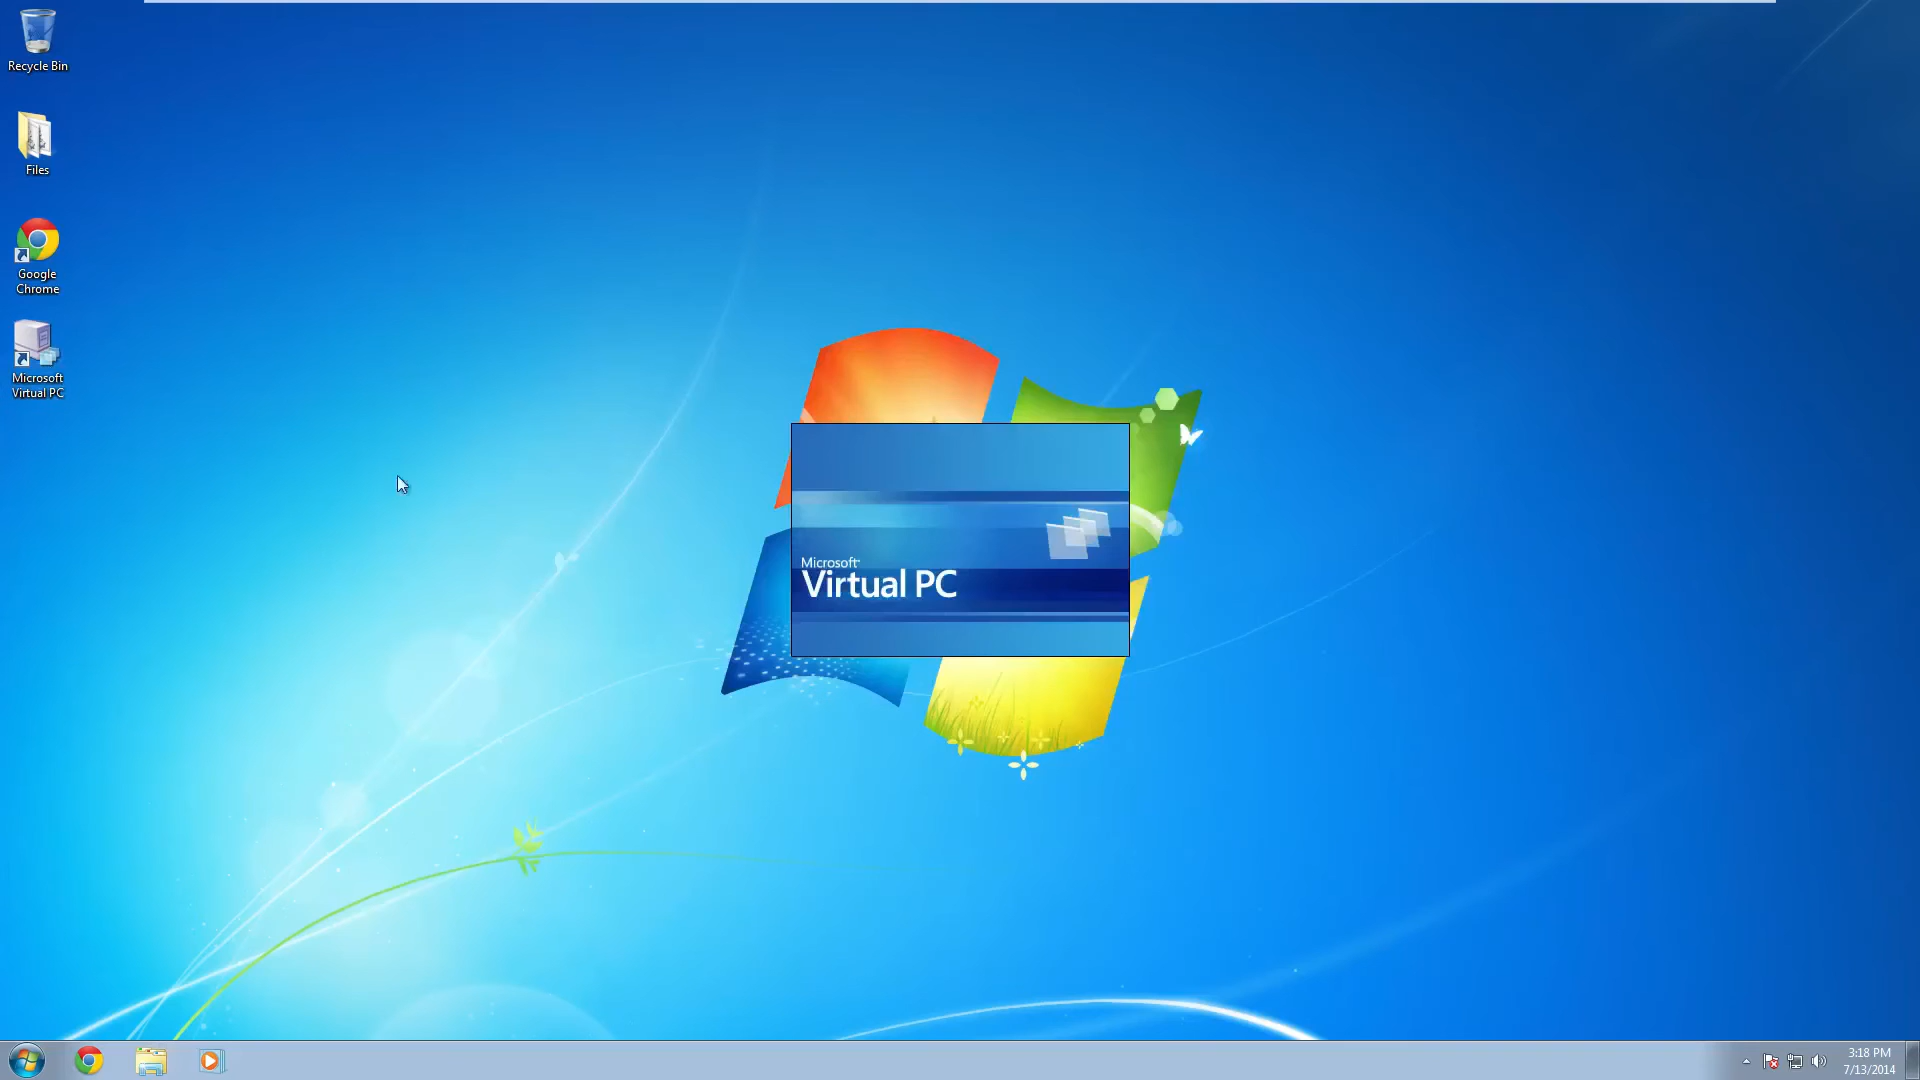 Recycle Bin
Files
Google
Chrome
Microsoft
Virtual PC
Microsoft
Virtual PC
3:18 PM
7/13/2014